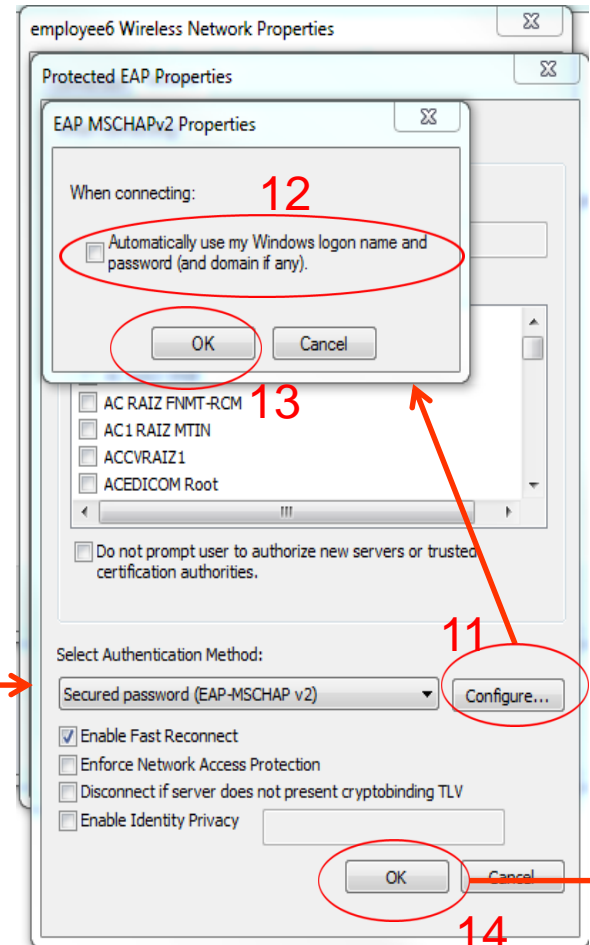 employee6 Wireless Network Properties
Protected EAP Properties
EAP MSCHAPv2 Properties
When connecting:
12
Automatically use my Windows logon name and
password (and domain if any).
OK
Cancel
13
AC RAIZ FNMT-RCM
AC1 RAIZ MTIN
ACCVRAIZ1
ACEDICOM Root
Do not prompt user to authorize new servers or trusted
certification authorities.
11
Select Authentication Method:
Secured password (EAP-MSCHAP v2)
Configure...
Enable Fast Reconnect
Enforce Network Access Protection
Disconnect if server does not present cryptobinding TLV
Enable Identity Privacy
OK
Cancel
14